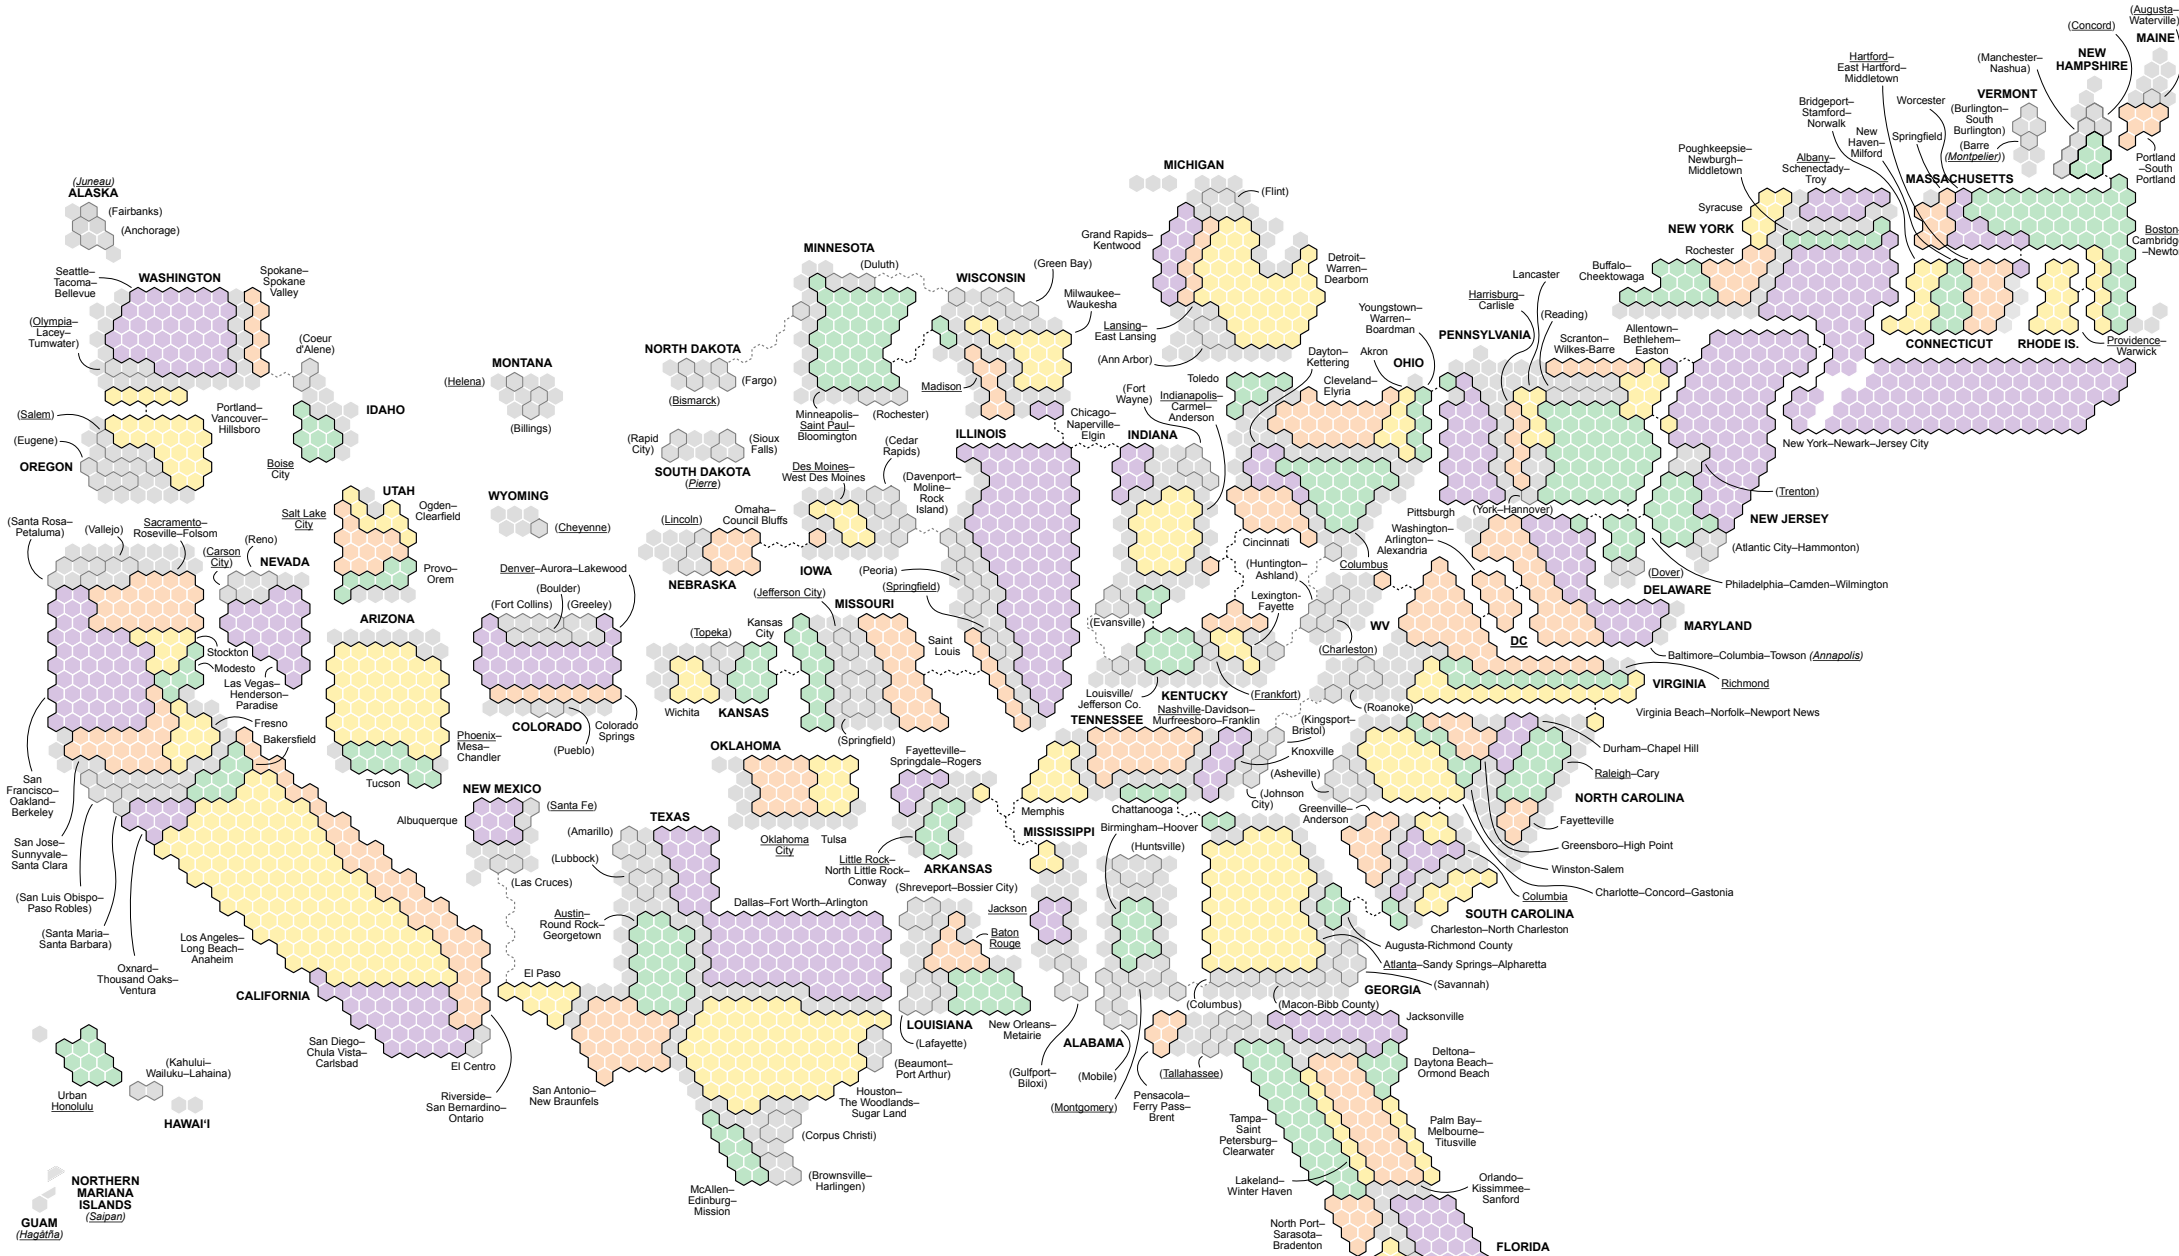 (Augusta–
Waterville)
MAINE
(Concord)
NEW
HAMPSHIRE
(Manchester–
Nashua)
VERMONT
(Burlington–
South
Burlington)
(Barre
(Montpelier))
Portland
–South
Portland
Hartford–
East Hartford–
Middletown
Worcester
Springfield
Bridgeport–
Stamford–
Norwalk
New
Haven–
Milford
MASSACHUSETTS
Boston–
Cambridge
–Newto
Poughkeepsie–
Newburgh–
Middletown
Albany–
Schenectady–
Troy
Syracuse
NEW YORK
Rochester
Buffalo–
Cheektowaga
CONNECTICUT
RHODE IS.
Providence–
Warwick
New York–Newark–Jersey City
(Juneau)
ALASKA
(Fairbanks)
(Anchorage)
Seattle–
Tacoma–
Bellevue
WASHINGTON
Spokane–
Spokane
Valley
(Olympia–
Lacey–
Tumwater)
(Coeur
d'Alene)
IDAHO
Boise
City
Portland–
Vancouver–
Hillsboro
(Salem)
(Eugene)
OREGON
MONTANA
(Helena)
(Billings)
NORTH DAKOTA
(Fargo)
(Bismarck)
MINNESOTA
(Duluth)
Minneapolis–
Saint Paul–
Bloomington
(Rochester)
WISCONSIN
(Green Bay)
Milwaukee–
Waukesha
Madison
MICHIGAN
(Flint)
Grand Rapids–
Kentwood
Detroit–
Warren–
Dearborn
Lansing–
East Lansing
(Ann Arbor)
Chicago–
Naperville–
Elgin
ILLINOIS
INDIANA
(Fort
Wayne)
Indianapolis–
Carmel–
Anderson
Toledo
Dayton–
Kettering
Cleveland–
Elyria
Akron
OHIO
Youngstown–
Warren–
Boardman
Cincinnati
Columbus
PENNSYLVANIA
Harrisburg–
Carlisle
Lancaster
(Reading)
Scranton–
Wilkes-Barre
Allentown–
Bethlehem–
Easton
Pittsburgh
(York–Hanover)
(Trenton)
NEW JERSEY
(Atlantic City–Hammonton)
(Dover)
DELAWARE
Philadelphia–Camden–Wilmington
Washington–
Arlington–
Alexandria
DC
MARYLAND
Baltimore–Columbia–Towson (Annapolis)
(Huntington–
Ashland)
WV
(Charleston)
VIRGINIA
Richmond
Virginia Beach–Norfolk–Newport News
(Roanoke)
UTAH
Ogden–
Clearfield
Salt Lake
City
Provo–
Orem
WYOMING
(Cheyenne)
(Rapid
City)
(Sioux
Falls)
SOUTH DAKOTA
(Pierre)
(Lincoln)
Omaha–
Council Bluffs
NEBRASKA
Des Moines–
West Des Moines
(Cedar
Rapids)
(Davenport–
Moline–
Rock
Island)
IOWA
(Peoria)
(Springfield)
(Santa Rosa–
Petaluma)
(Vallejo)
Sacramento–
Roseville–Folsom
(Carson
City)
(Reno)
NEVADA
Stockton
Modesto
Las Vegas–
Henderson–
Paradise
Fresno
Bakersfield
San
Francisco–
Oakland–
Berkeley
San Jose–
Sunnyvale–
Santa Clara
(San Luis Obispo–
Paso Robles)
(Santa Maria–
Santa Barbara)
Oxnard–
Thousand Oaks–
Ventura
Los Angeles–
Long Beach–
Anaheim
CALIFORNIA
San Diego–
Chula Vista–
Carlsbad
El Centro
Riverside–
San Bernardino–
Ontario
ARIZONA
Phoenix–
Mesa–
Chandler
Tucson
Denver–Aurora–Lakewood
(Boulder)
(Fort Collins)
(Greeley)
COLORADO
Colorado
Springs
(Pueblo)
NEW MEXICO
(Santa Fe)
Albuquerque
(Las Cruces)
(Topeka)
Kansas
City
Wichita
KANSAS
(Jefferson City)
MISSOURI
Saint
Louis
(Springfield)
OKLAHOMA
Oklahoma
City
Tulsa
Fayetteville–
Springdale–Rogers
Little Rock–
North Little Rock–
Conway
ARKANSAS
(Evansville)
Lexington-
Fayette
Louisville/
Jefferson Co.
KENTUCKY
(Frankfort)
TENNESSEE
Nashville-Davidson–
Murfreesboro–Franklin
(Kingsport–
Bristol)
Knoxville
(Johnson
City)
Memphis
Chattanooga
(Asheville)
Durham–Chapel Hill
Raleigh–Cary
NORTH CAROLINA
Fayetteville
Greensboro–High Point
Winston-Salem
Charlotte–Concord–Gastonia
Greenville–
Anderson
Columbia
SOUTH CAROLINA
Charleston–North Charleston
Augusta-Richmond County
Atlanta–Sandy Springs–Alpharetta
(Savannah)
GEORGIA
(Columbus)
(Macon-Bibb County)
TEXAS
(Amarillo)
(Lubbock)
Austin–
Round Rock–
Georgetown
Dallas–Fort Worth–Arlington
El Paso
San Antonio–
New Braunfels
Houston–
The Woodlands–
Sugar Land
(Beaumont–
Port Arthur)
(Corpus Christi)
(Brownsville–
Harlingen)
McAllen–
Edinburg–
Mission
(Shreveport–Bossier City)
Baton
Rouge
LOUISIANA
New Orleans–
Metairie
(Lafayette)
MISSISSIPPI
Jackson
(Gulfport–
Biloxi)
Birmingham–Hoover
(Huntsville)
ALABAMA
(Mobile)
(Montgomery)
Pensacola–
Ferry Pass–
Brent
(Tallahassee)
Jacksonville
Deltona–
Daytona Beach–
Ormond Beach
Tampa–
Saint
Petersburg–
Clearwater
Palm Bay–
Melbourne–
Titusville
Lakeland–
Winter Haven
Orlando–
Kissimmee–
Sanford
North Port–
Sarasota–
Bradenton
FLORIDA
Urban
Honolulu
(Kahului–
Wailuku–Lahaina)
HAWAIʻI
NORTHERN
MARIANA
ISLANDS
(Saipan)
GUAM
(Hagåtña)